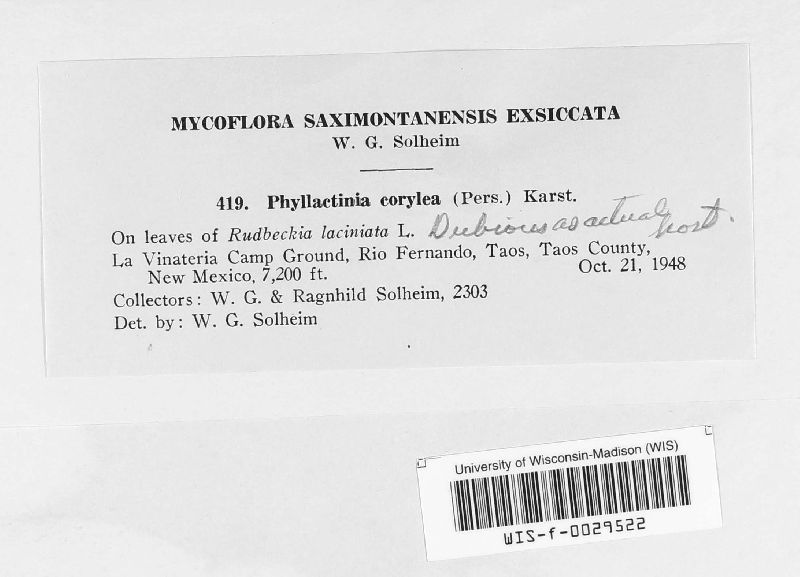 MYCOFLORA SAXIMONTANENSIS EXSICCATA
W. G. Solheim
419. Phyllactinia corylea (Pers.) Karst.
On leaves of Rudbeckia laciniata L. Dubious as actual host.
La Vinateria Camp Ground, Rio Fernando, Taos, Taos County,
New Mexico, 7,200 ft. Oct. 21, 1948
Collectors: W. G. & Ragnhild Solheim, 2303
Det. by: W. G. Solheim
University of Wisconsin-Madison (WIS)
WIS-f-0029522